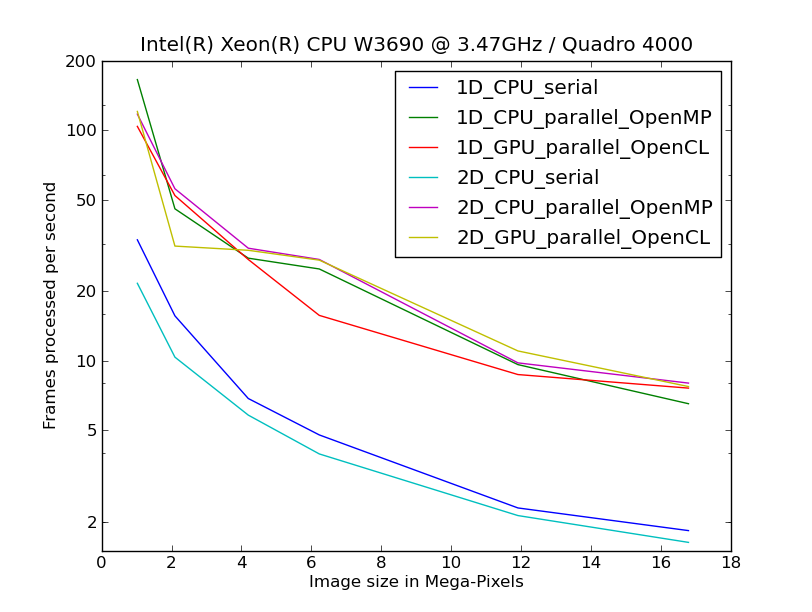 Intel(R) Xeon(R) CPU W3690 @ 3.47GHz / Quadro 4000
Frames processed per second
200
100
50
20
10
5
2
1D_CPU_serial
1D_CPU_parallel_OpenMP
1D_GPU_parallel_OpenCL
2D_CPU_serial
2D_CPU_parallel_OpenMP
2D_GPU_parallel_OpenCL
0 2 4 6 8 10 12 14 16 18
Image size in Mega-Pixels